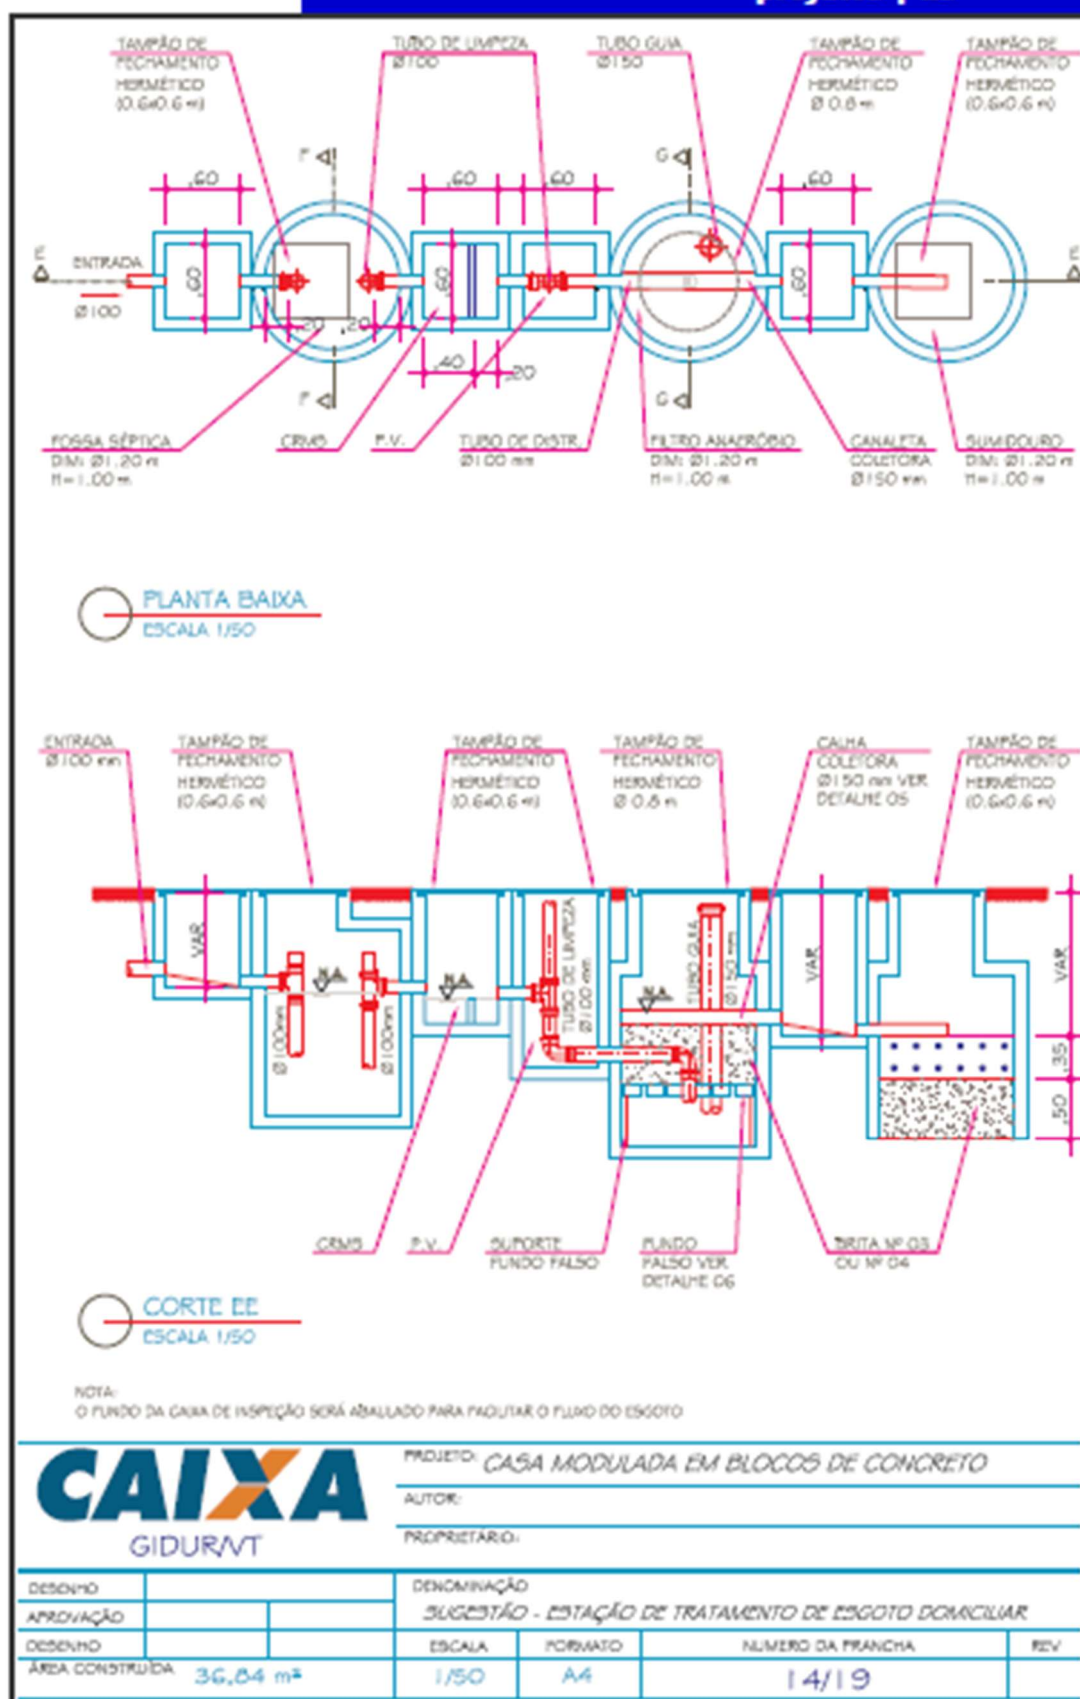 TAMPÃO DE
FECHAMENTO
HERMÉTICO
(0.6x0.6 m)
TUBO DE LIMPEZA
Ø100
TUBO GUIA
Ø150
TAMPÃO DE
FECHAMENTO
HERMÉTICO
Ø 0.8 m
TAMPÃO DE
FECHAMENTO
HERMÉTICO
(0.6x0.6 m)
F
G
.60
.60
.60
.60
E
ENTRADA
Ø100
.60
.60
.60
E
.20
.20
.40
.20
F
G
FOSSA SÉPTICA
DIM: Ø1.20 m
H=1.00 m
CRMS
P.V.
TUBO DE DISTR.
Ø100 mm
FILTRO ANAERÓBIO
DIM: Ø1.20 m
H=1.00 m
CANALETA
COLETORA
Ø150 mm
SUMIDOURO
DIM: Ø1.20 m
H=1.00 m
PLANTA BAIXA
ESCALA 1/50
ENTRADA
Ø100 mm
TAMPÃO DE
FECHAMENTO
HERMÉTICO
(0.6x0.6 m)
TAMPÃO DE
FECHAMENTO
HERMÉTICO
(0.6x0.6 m)
TAMPÃO DE
FECHAMENTO
HERMÉTICO
Ø 0.8 m
CALHA
COLETORA
Ø150 mm VER
DETALHE 05
TAMPÃO DE
FECHAMENTO
HERMÉTICO
(0.6x0.6 m)
VAR
N.A.
Ø100mm
Ø100mm
N.A.
TUBO DE LIMPEZA
Ø100 mm
N.A.
TUBO GUIA
Ø150 mm
VAR
VAR
.35
.50
CRMS
P.V.
SUPORTE
FUNDO FALSO
FUNDO
FALSO VER
DETALHE 06
BRITA Nº 03
OU Nº 04
CORTE EE
ESCALA 1/50
NOTA:
O FUNDO DA CAIXA DE INSPEÇÃO SERÁ ABAULADO PARA FACILITAR O FLUXO DO ESGOTO
CAIXA
GIDUR/VT
PROJETO: CASA MODULADA EM BLOCOS DE CONCRETO
AUTOR:
PROPRIETÁRIO:
DESENHO
APROVAÇÃO
DESENHO
DENOMINAÇÃO
SUGESTÃO - ESTAÇÃO DE TRATAMENTO DE ESGOTO DOMICILIAR
ÁREA CONSTRUÍDA 36,84 m²
ESCALA
1/50
FORMATO
A4
NUMERO DA PRANCHA
14/19
REV